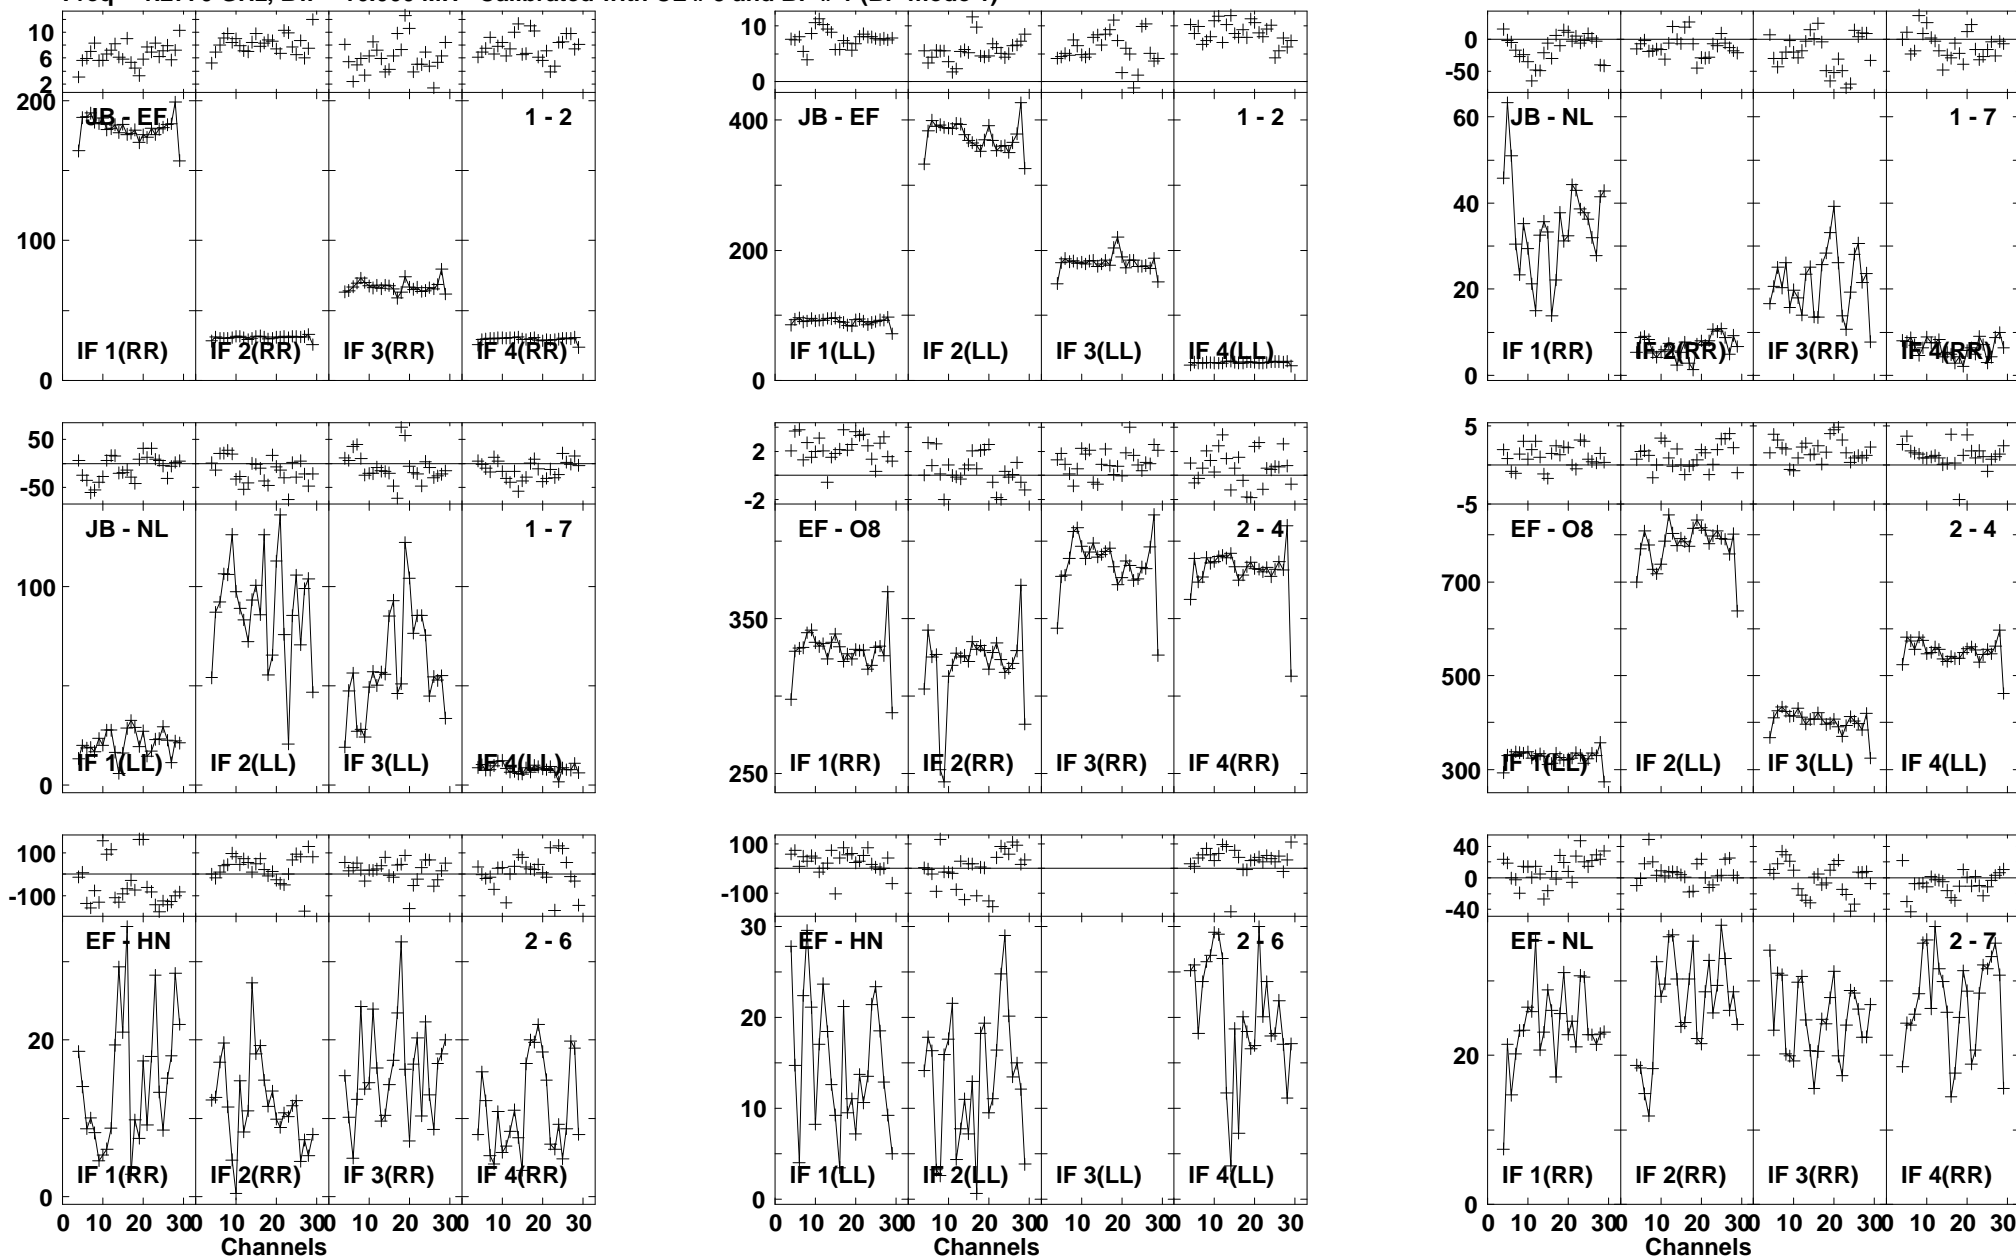 10 10 0
6 5 -50
2 0
200 JB - EF 1 - 2 400 JB - EF 1 - 2 60 JB - NL 1 - 7
100 200 40
20
IF 1(RR) IF 2(RR) IF 3(RR) IF 4(RR) IF 1(LL) IF 2(LL) IF 3(LL) IF 4(LL) IF 1(RR) IF 2(RR) IF 3(RR) IF 4(RR)
0 0 0
50 2 5
-50 -2 -5
JB - NL 1 - 7 EF - O8 2 - 4 EF - O8 2 - 4
100 350 700
500
IF 1(LL) IF 2(LL) IF 3(LL) IF 4(LL) IF 1(RR) IF 2(RR) IF 3(RR) IF 4(RR) IF 1(LL) IF 2(LL) IF 3(LL) IF 4(LL)
0 250 300
100 100 40
-100 -100 0
-40
EF - HN 2 - 6 30 EF - HN 2 - 6 EF - NL 2 - 7
20 20 20
10
IF 1(RR) IF 2(RR) IF 3(RR) IF 4(RR) IF 1(LL) IF 2(LL) IF 3(LL) IF 4(LL) IF 1(RR) IF 2(RR) IF 3(RR) IF 4(RR)
0 0 0
0 10 20 30 0 10 20 30 0 10 20 30 0 10 20 30 0 10 20 30 0 10 20 30 0 10 20 30 0 10 20 30 0 10 20 30 0 10 20 30 0 10 20 30 0 10 20 30
Channels Channels Channels